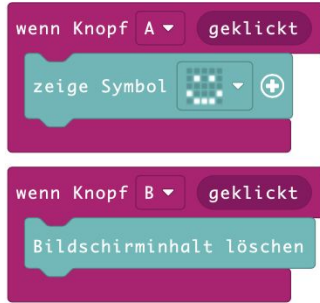 wenn Knopf A geklickt
zeige Symbol
wenn Knopf B geklickt
Bildschirminhalt löschen